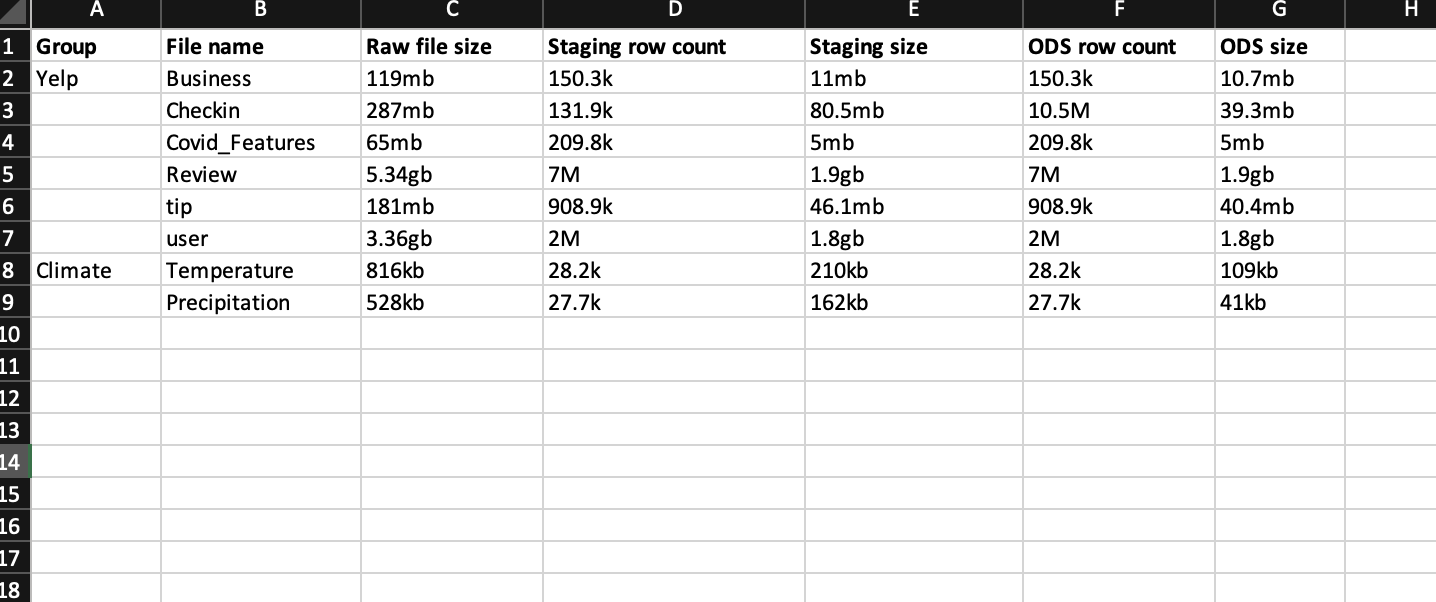 A B C D E F G H
1 Group File name Raw file size Staging row count Staging size ODS row count ODS size
2 Yelp Business 119mb 150.3k 11mb 150.3k 10.7mb
3 Checkin 287mb 131.9k 80.5mb 10.5M 39.3mb
4 Covid_Features 65mb 209.8k 5mb 209.8k 5mb
5 Review 5.34gb 7M 1.9gb 7M 1.9gb
6 tip 181mb 908.9k 46.1mb 908.9k 40.4mb
7 user 3.36gb 2M 1.8gb 2M 1.8gb
8 Climate Temperature 816kb 28.2k 210kb 28.2k 109kb
9 Precipitation 528kb 27.7k 162kb 27.7k 41kb
10
11
12
13
14
15
16
17
18